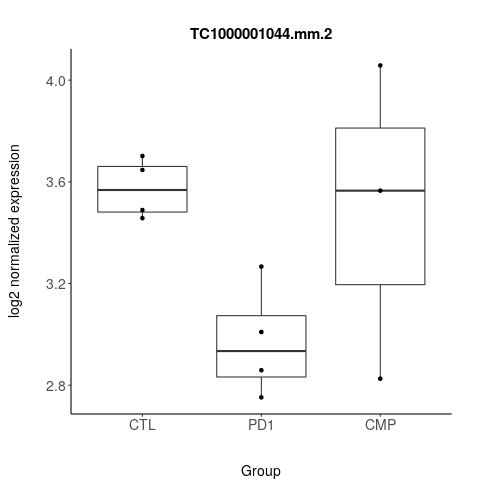 TC1000001044.mm.2
log2 normalized expression
4.0
3.6
3.2
2.8
CTL PD1 CMP
Group